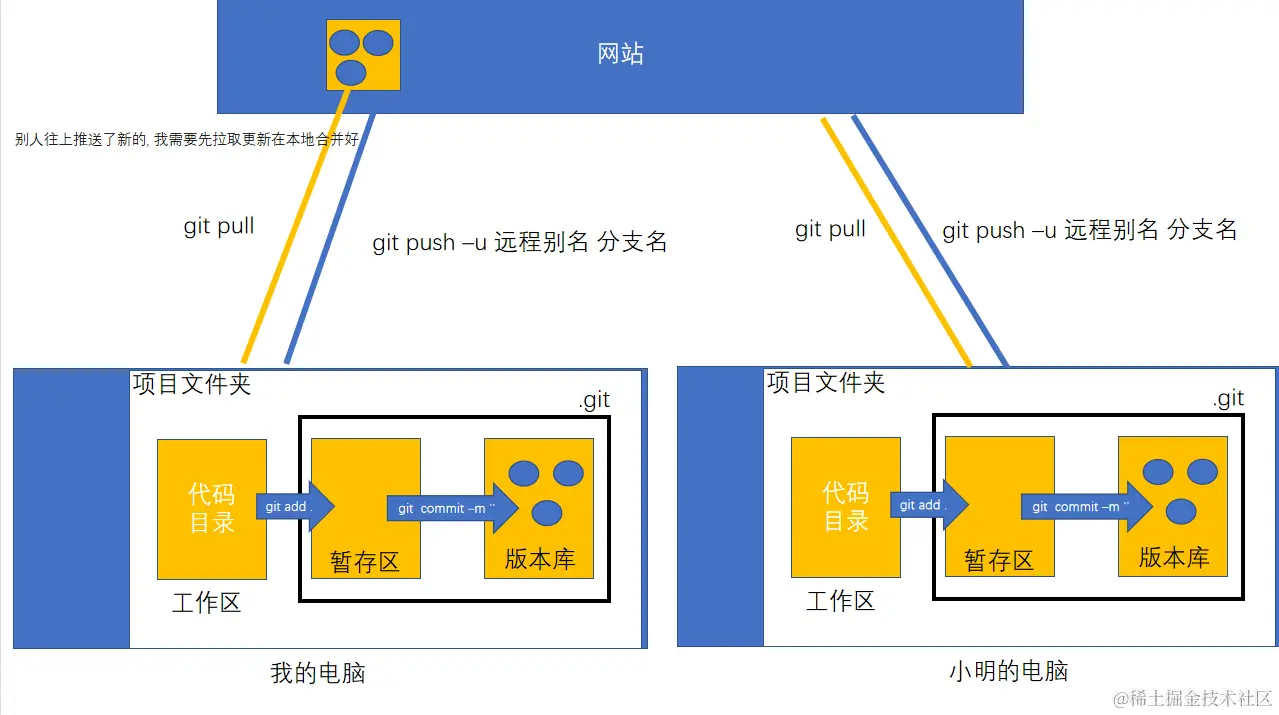 网站
别人往上推送了新的, 我需要先拉取更新在本地合并好
git pull
git push –u 远程别名 分支名
git pull
git push –u 远程别名 分支名
项目文件夹
.git
代码
目录
git add .
git commit –m ¨
暂存区
版本库
工作区
我的电脑
项目文件夹
.git
代码
目录
git add .
git commit –m ¨
暂存区
版本库
工作区
小明的电脑
@稀土掘金技术社区